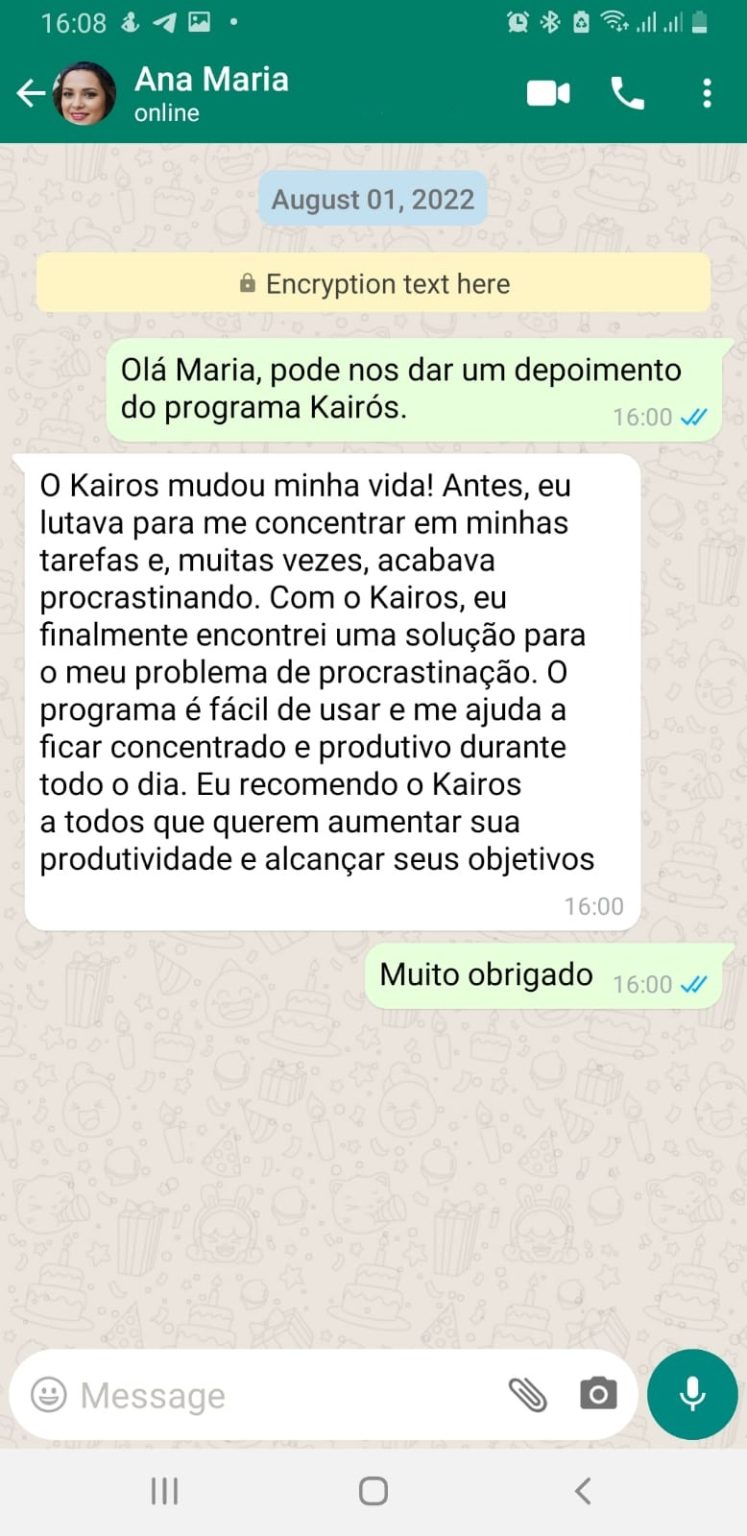 16:08
Ana Maria
online
August 01, 2022
Encryption text here
Olá Maria, pode nos dar um depoimento
do programa Kairós.
16:00
O Kairos mudou minha vida! Antes, eu
lutava para me concentrar em minhas
tarefas e, muitas vezes, acabava
procrastinando. Com o Kairos, eu
finalmente encontrei uma solução para
o meu problema de procrastinação. O
programa é fácil de usar e me ajuda a
ficar concentrado e produtivo durante
todo o dia. Eu recomendo o Kairos
a todos que querem aumentar sua
produtividade e alcançar seus objetivos
16:00
Muito obrigado 16:00
Message